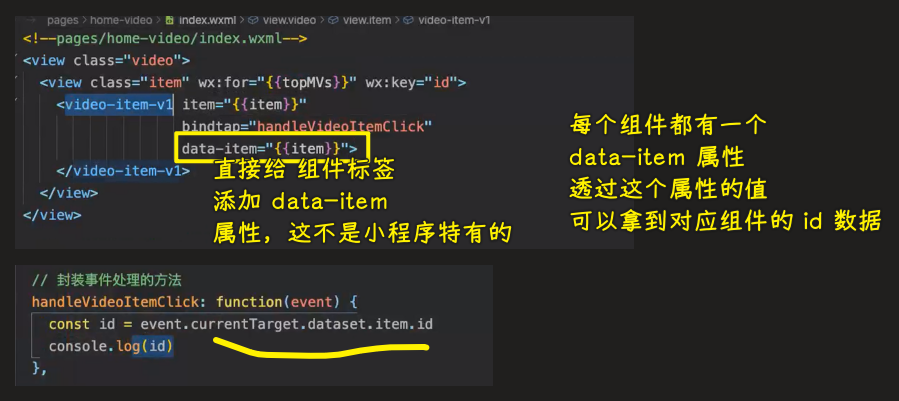 pages > home-video > index.wxml > view.video > view.item > video-item-v1
<!--pages/home-video/index.wxml-->
<view class="video">
<view class="item" wx:for="{{topMVs}}" wx:key="id">
<video-item-v1 item="{{item}}"
bindtap="handleVideoItemClick"
data-item="{{item}}">
</video-item-v1>
</view>
</view>
直接给 组件标签
添加 data-item
属性，这不是小程序特有的
每个组件都有一个
data-item 属性
透过这个属性的值
可以拿到对应组件的 id 数据
// 封装事件处理的方法
handleVideoItemClick: function(event) {
const id = event.currentTarget.dataset.item.id
console.log(id)
},